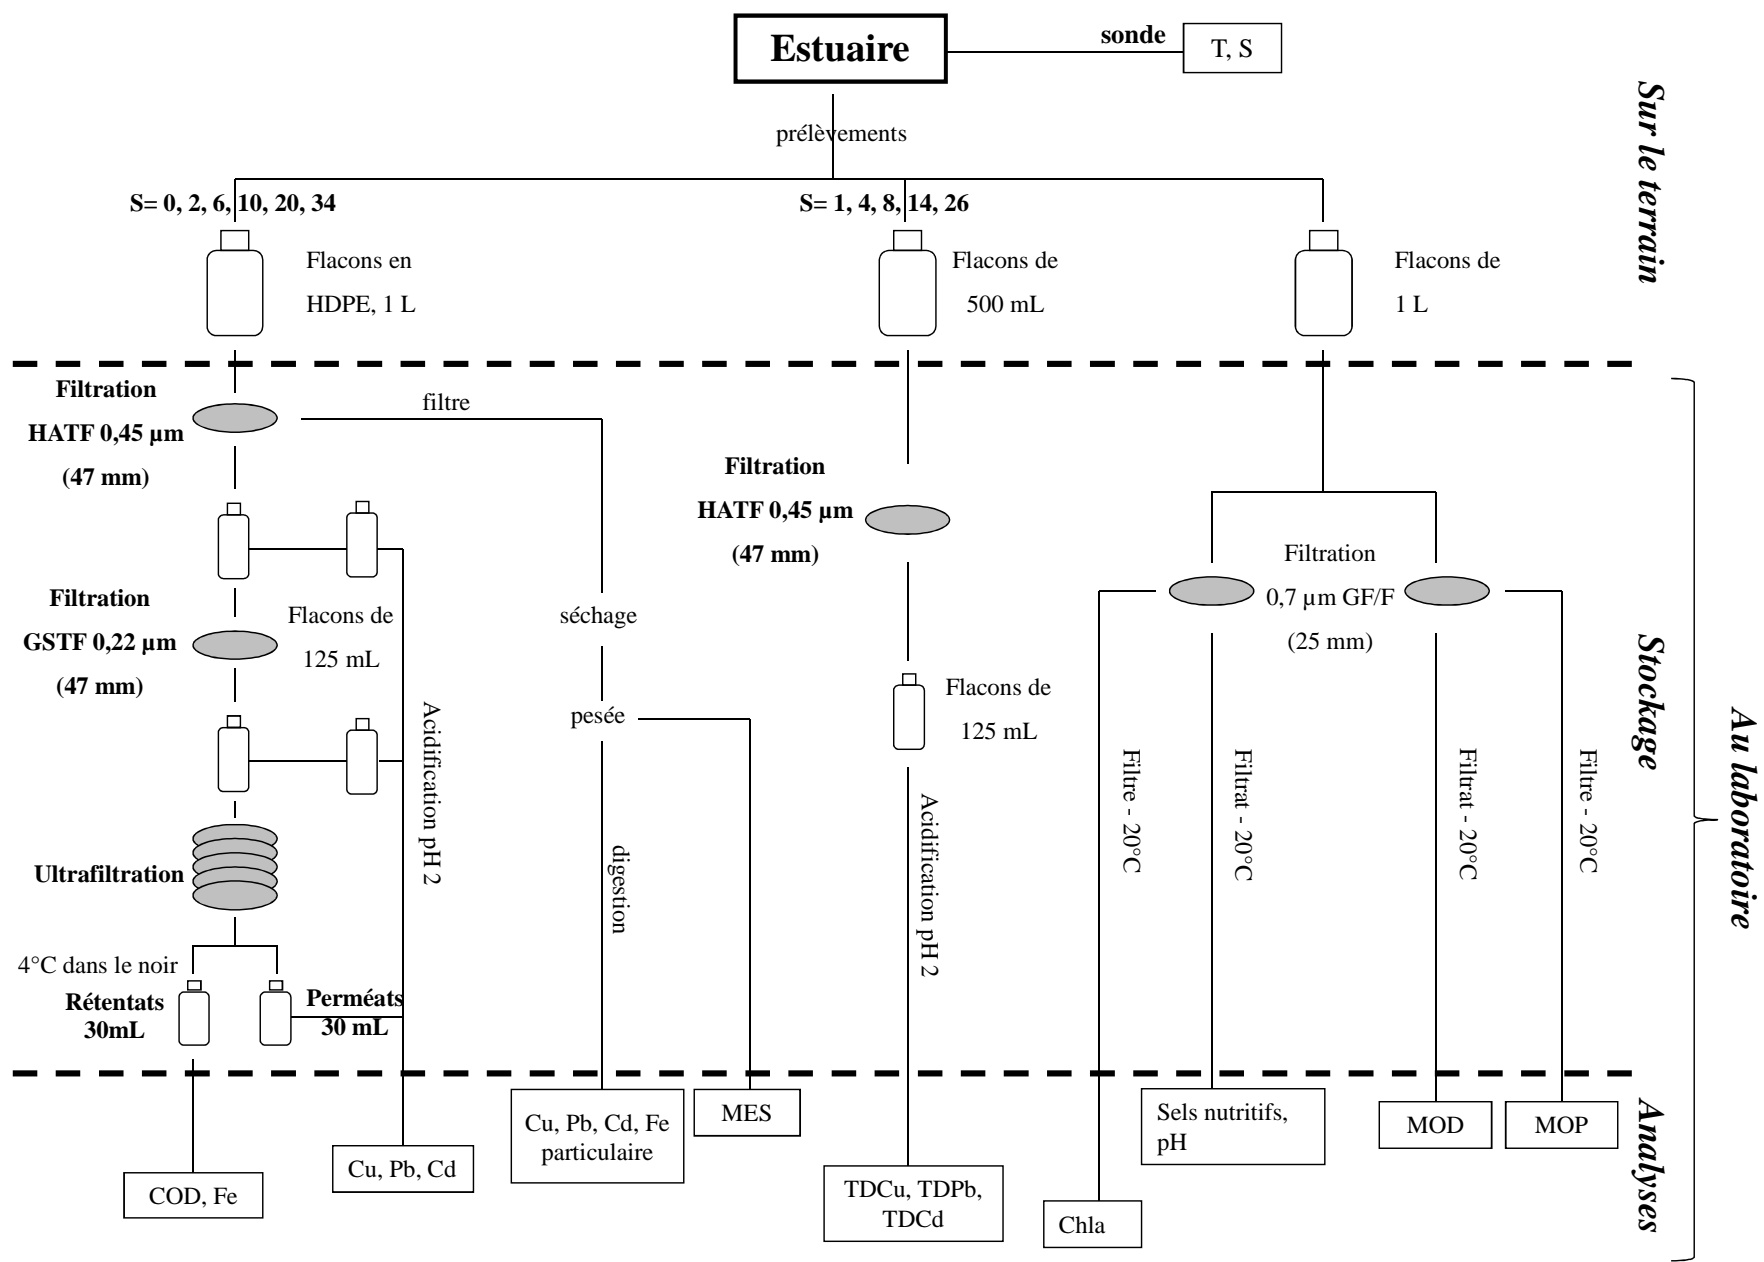 Estuaire
sonde
T, S
prélèvements
S= 0, 2, 6, 10, 20, 34
S= 1, 4, 8, 14, 26
Flacons en
HDPE, 1 L
Flacons de
500 mL
Flacons de
1 L
Sur le terrain
Filtration
HATF 0,45 µm
(47 mm)
filtre
Filtration
GSTF 0,22 µm
(47 mm)
Flacons de
125 mL
Acidification pH 2
séchage
pesée
digestion
Ultrafiltration
4°C dans le noir
Rétentats
30mL
Perméats
30 mL
Filtration
HATF 0,45 µm
(47 mm)
Flacons de
125 mL
Acidification pH 2
Filtration
0,7 µm GF/F
(25 mm)
Filtre - 20°C
Filtrat - 20°C
Filtrat - 20°C
Filtre - 20°C
Stockage
Au laboratoire
COD, Fe
Cu, Pb, Cd
Cu, Pb, Cd, Fe
particulaire
MES
TDCu, TDPb,
TDCd
Chla
Sels nutritifs,
pH
MOD
MOP
Analyses